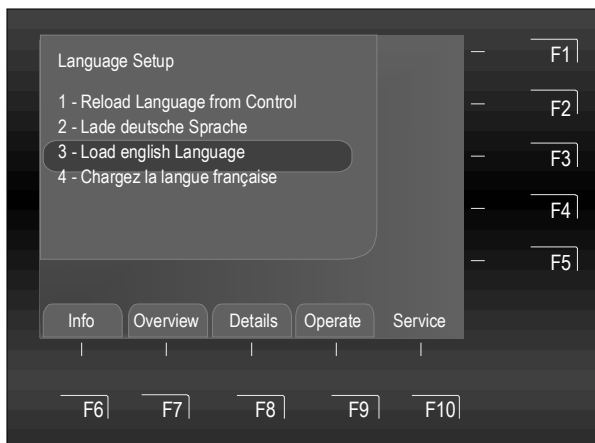 Language Setup
1 - Reload Language from Control
2 - Lade deutsche Sprache
3 - Load english Language
4 - Chargez la langue française
Info Overview Details Operate Service
F1
F2
F3
F4
F5
F6 F7 F8 F9 F10